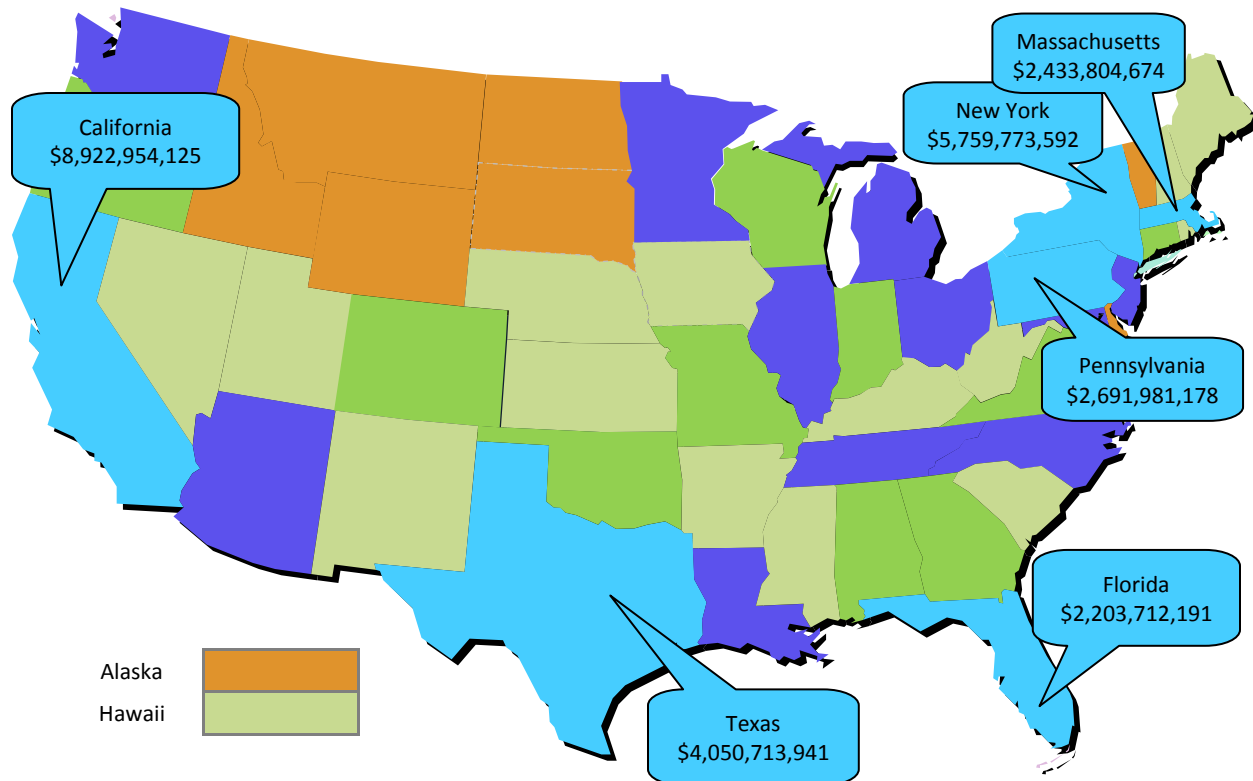 Massachusetts
$2,433,804,674
New York
$5,759,773,592
California
$8,922,954,125
Pennsylvania
$2,691,981,178
Florida
$2,203,712,191
Alaska
Hawaii
Texas
$4,050,713,941